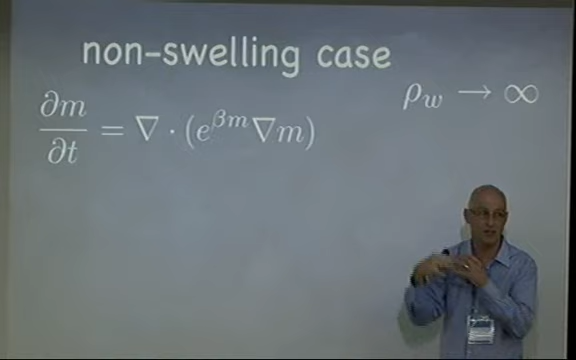 non-swelling case
∂m/∂t = ∇ · (e^{βm}∇m)
ρ_w → ∞